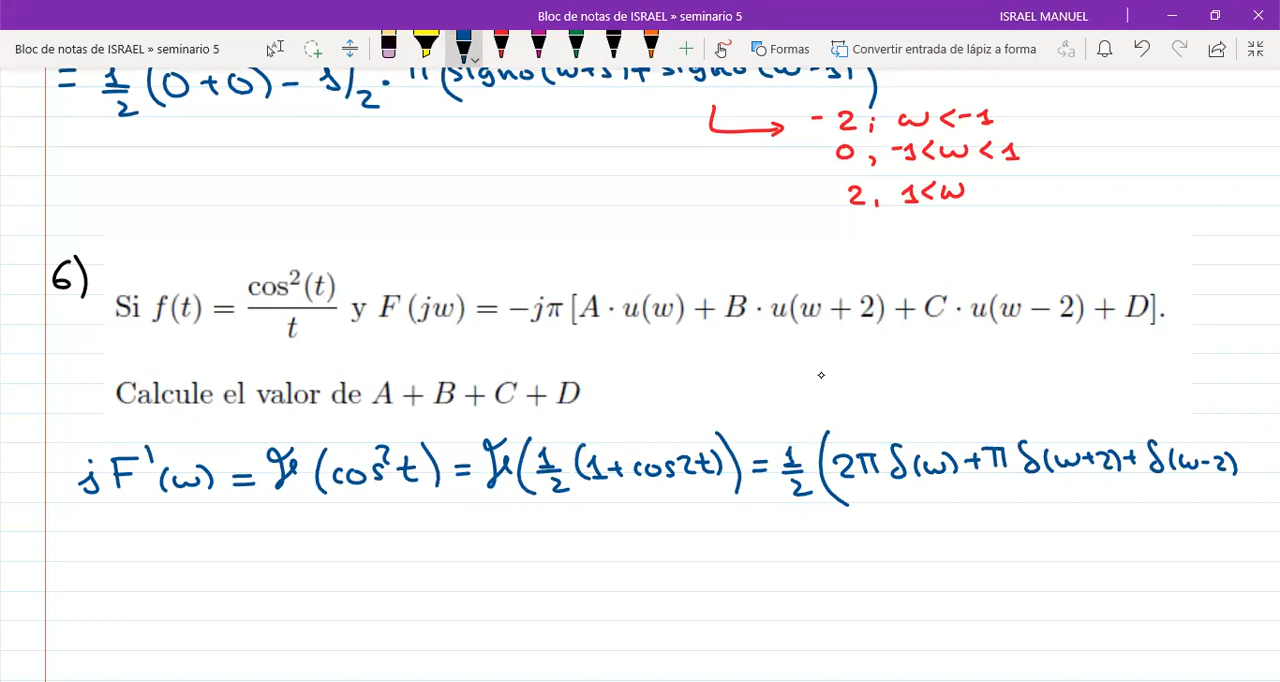 Bloc de notas de ISRAEL » seminario 5
ISRAEL MANUEL
Bloc de notas de ISRAEL » seminario 5
Formas
Convertir entrada de lápiz a forma
= 1/2 (0+0) - 1/2 · π (signo(w+1)+signo(w-1))
-2; w<-1
0, -1<w<1
2, 1<w
6)
Si f(t) = cos²(t)/t y F (jw) = −jπ [A · u(w) + B · u(w + 2) + C · u(w − 2) + D].
Calcule el valor de A + B + C + D
jF'(w) = ℱ(cos²t) = ℱ(1/2 (1+cos2t)) = 1/2 (2π δ(w)+π δ(w+2)+ δ(w-2)